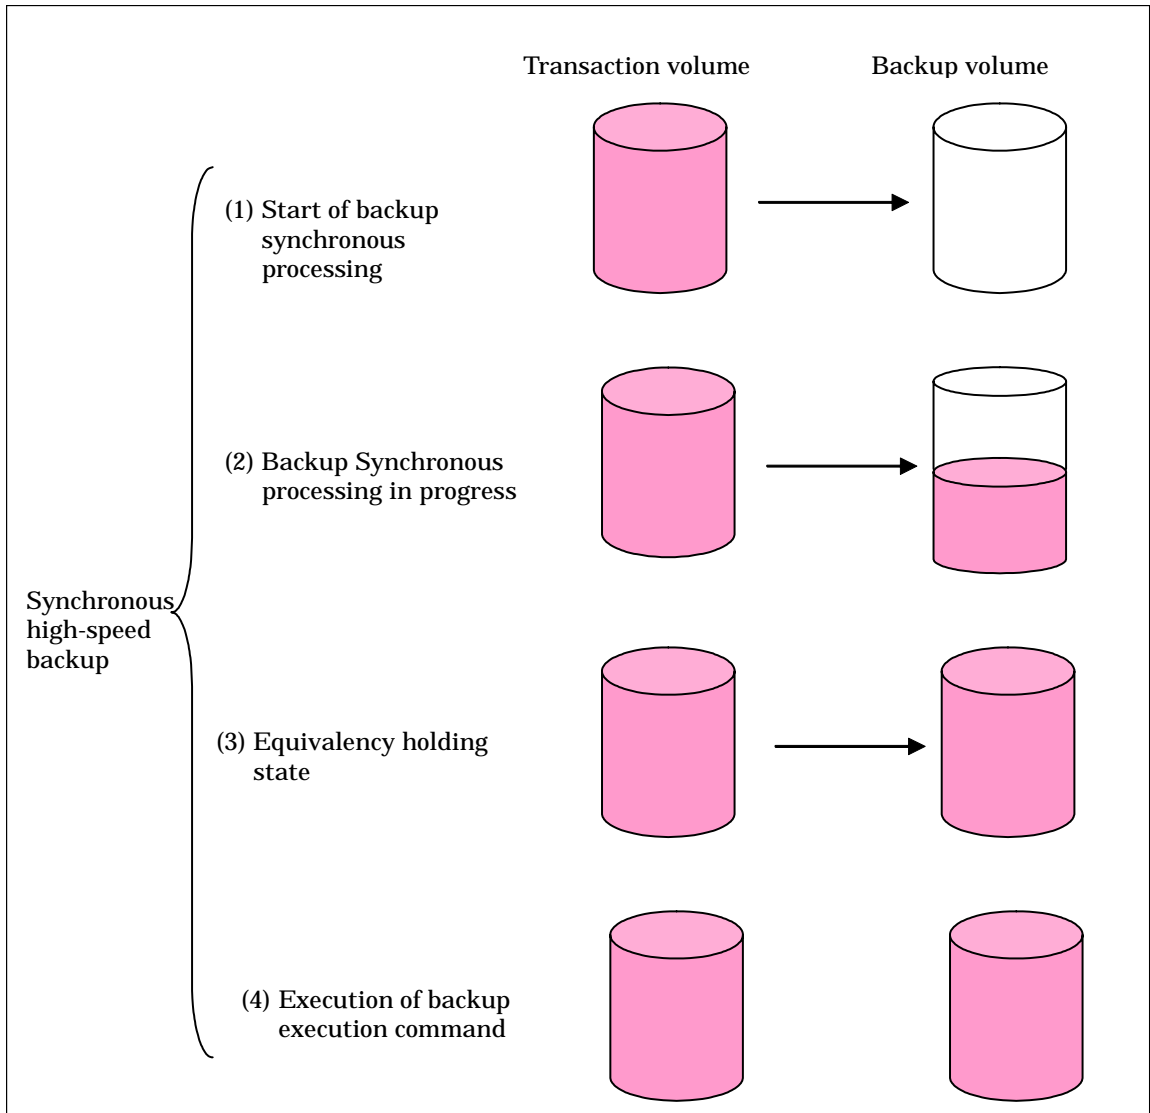 Transaction volume
Backup volume
(1) Start of backup
synchronous
processing
(2) Backup Synchronous
processing in progress
Synchronous
high-speed
backup
(3) Equivalency holding
state
(4) Execution of backup
execution command